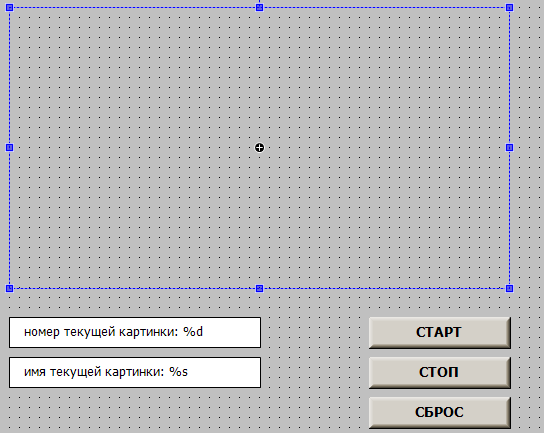 номер текущей картинки: %d
СТАРТ
имя текущей картинки: %s
СТОП
СБРОС